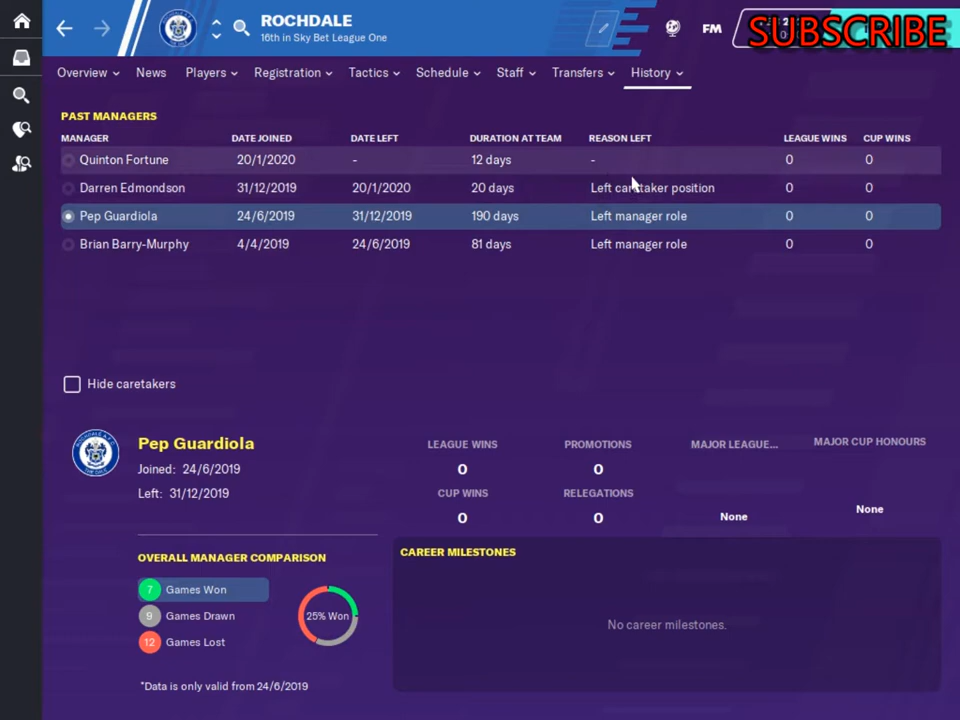 ROCHDALE
16th in Sky Bet League One
FM
SUBSCRIBE
Overview
News
Players
Registration
Tactics
Schedule
Staff
Transfers
History
PAST MANAGERS
MANAGER DATE JOINED DATE LEFT DURATION AT TEAM REASON LEFT LEAGUE WINS CUP WINS
Quinton Fortune 20/1/2020 - 12 days - 0 0
Darren Edmondson 31/12/2019 20/1/2020 20 days Left caretaker position 0 0
Pep Guardiola 24/6/2019 31/12/2019 190 days Left manager role 0 0
Brian Barry-Murphy 4/4/2019 24/6/2019 81 days Left manager role 0 0
Hide caretakers
Pep Guardiola
Joined: 24/6/2019
Left: 31/12/2019
LEAGUE WINS PROMOTIONS MAJOR LEAGUE... MAJOR CUP HONOURS
0 0
CUP WINS RELEGATIONS
0 0 None None
OVERALL MANAGER COMPARISON
7 Games Won
9 Games Drawn
12 Games Lost
25% Won
*Data is only valid from 24/6/2019
CAREER MILESTONES
No career milestones.